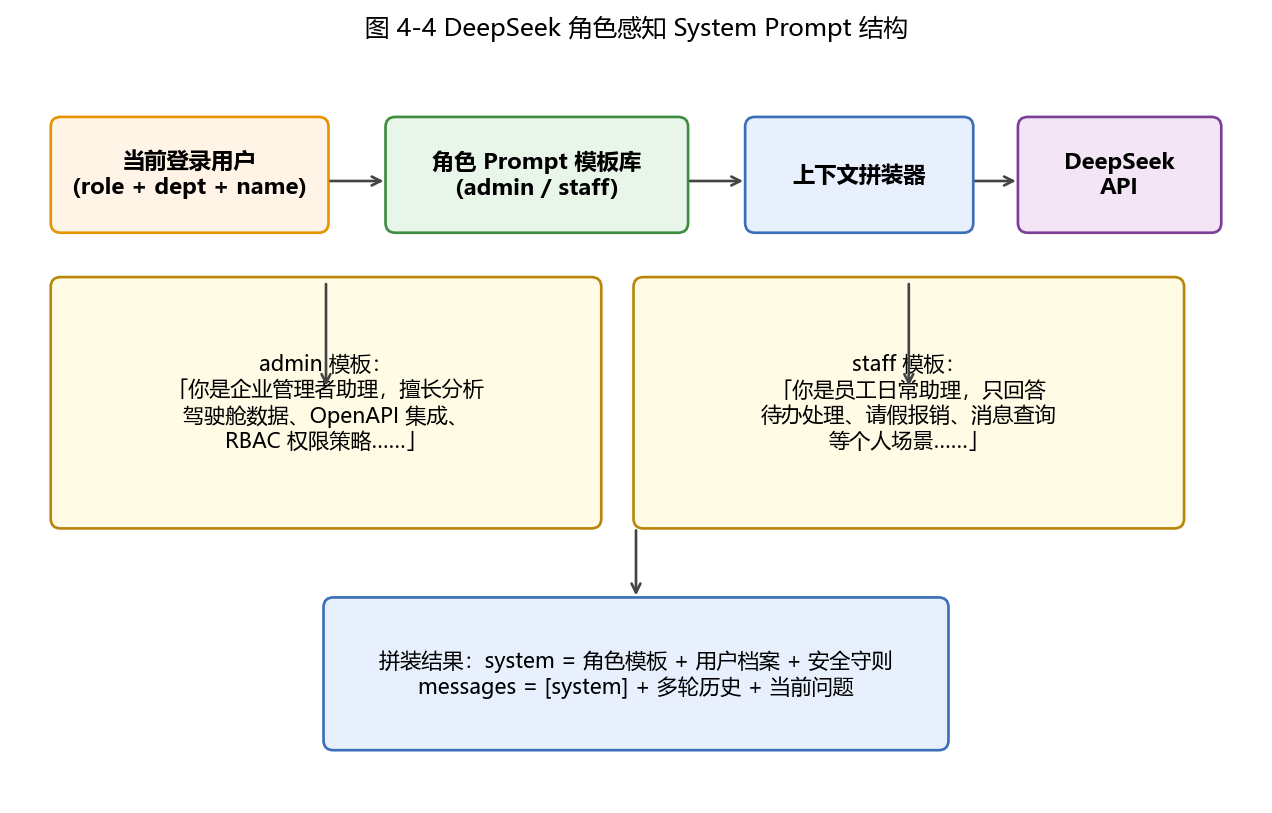 图 4-4 DeepSeek 角色感知 System Prompt 结构
当前登录用户
(role + dept + name)
角色 Prompt 模板库
(admin / staff)
上下文拼装器
DeepSeek
API
admin 模板：
「你是企业管理者助理，擅长分析
驾驶舱数据、OpenAPI 集成、
RBAC 权限策略……」
staff 模板：
「你是员工日常助理，只回答
待办处理、请假报销、消息查询
等个人场景……」
拼装结果：system = 角色模板 + 用户档案 + 安全守则
messages = [system] + 多轮历史 + 当前问题